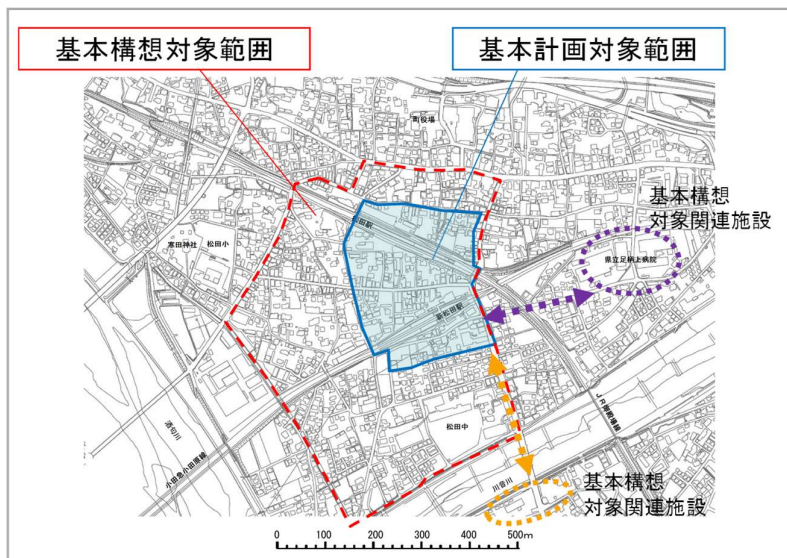 基本構想対象範囲
基本計画対象範囲
町役場
基本構想
対象関連施設
松田駅
寒田神社
松田小
県立足柄上病院
新松田駅
松田中
酒匂川
小田急小田原線
JR御殿場線
川音川
基本構想
対象関連施設
0 100 200 300 400 500m